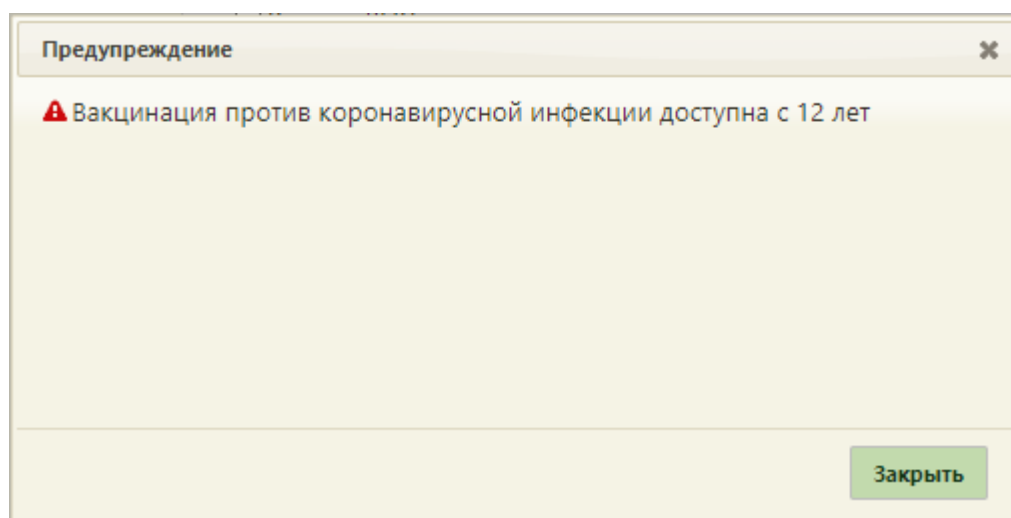 Предупреждение
Вакцинация против коронавирусной инфекции доступна с 12 лет
Закрыть